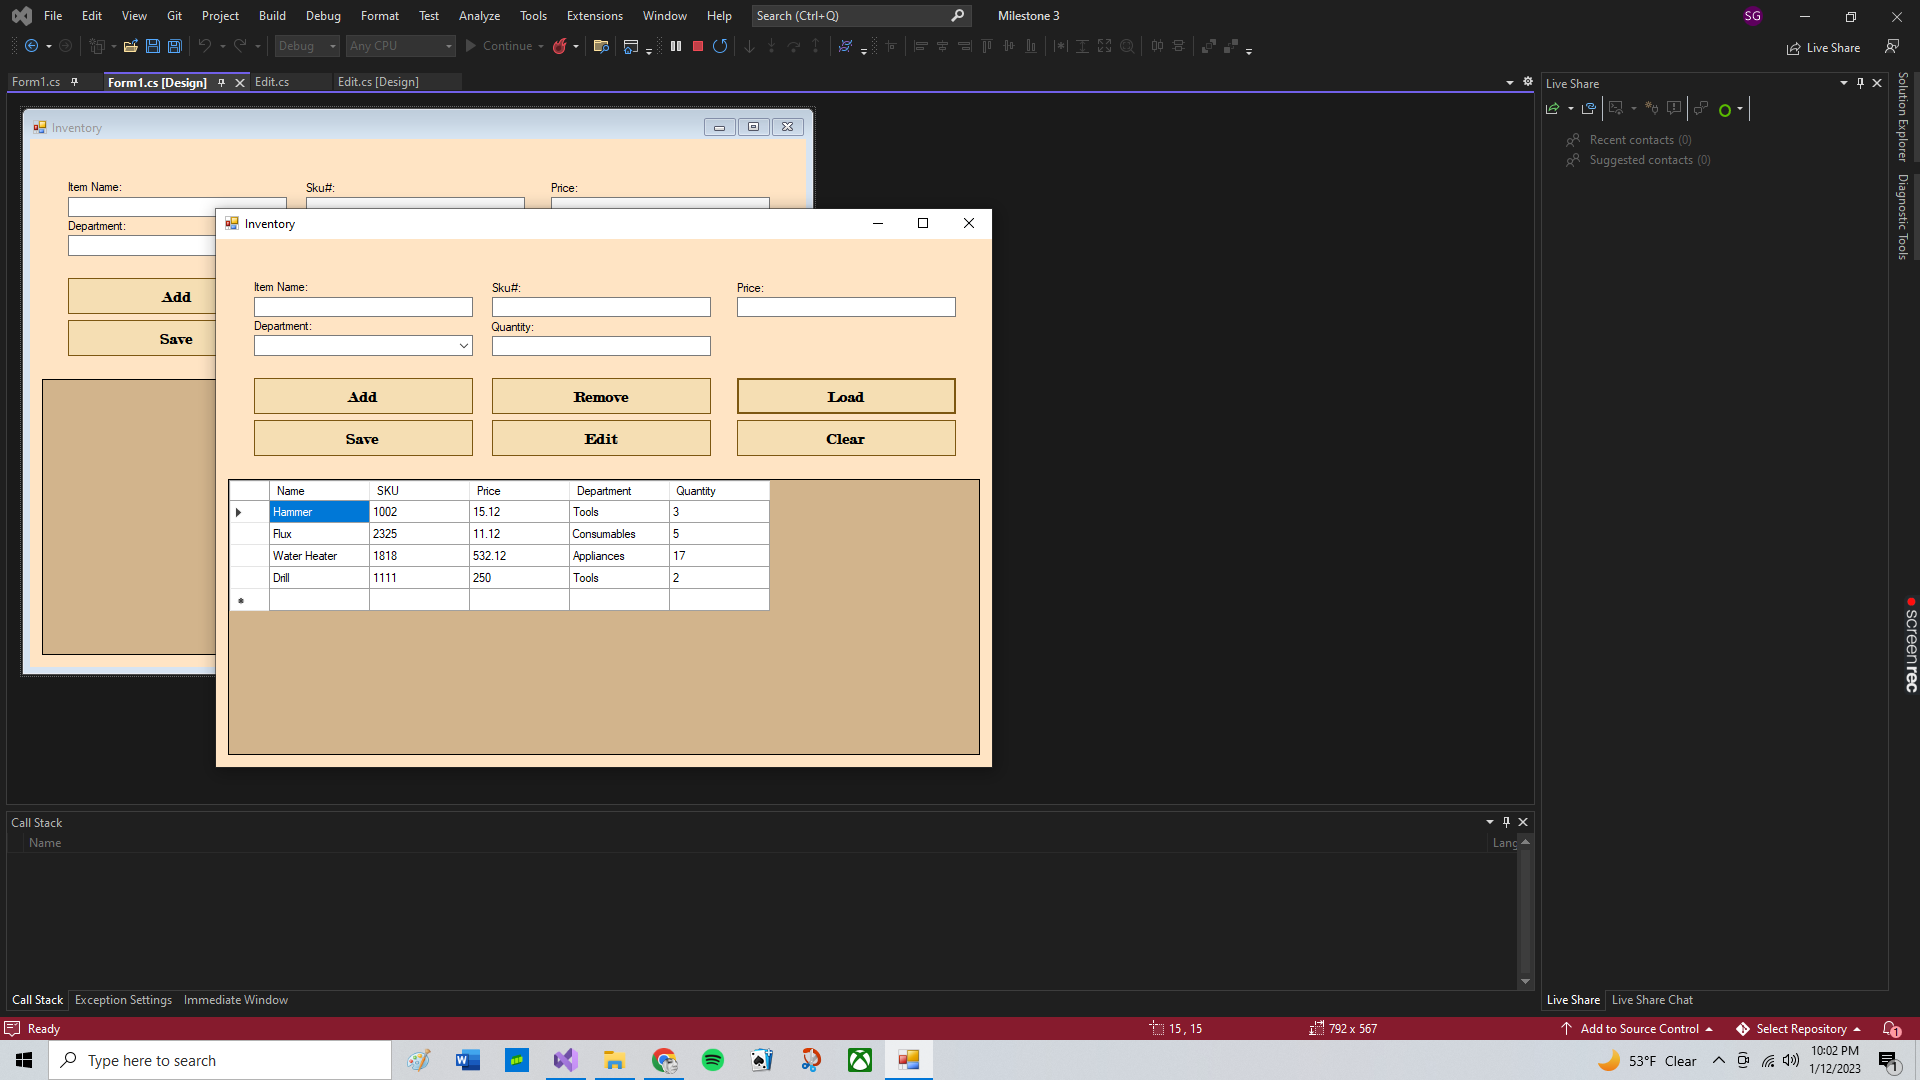 File Edit View Git Project Build Debug Format Test Analyze Tools Extensions Window Help Search (Ctrl+Q) Milestone 3 SG
Debug Any CPU Continue Live Share
Form1.cs Form1.cs [Design] Edit.cs Edit.cs [Design]
Live Share
Recent contacts (0)
Suggested contacts (0)
Solution Explorer
Diagnostic Tools
Inventory
Item Name: Sku#: Price:
Department:
Add
Save
Inventory
Item Name: Sku#: Price:
Department: Quantity:
Add Remove Load
Save Edit Clear
Name SKU Price Department Quantity
Hammer 1002 15.12 Tools 3
Flux 2325 11.12 Consumables 5
Water Heater 1818 532.12 Appliances 17
Drill 1111 250 Tools 2
screenrec
Call Stack
Name Lang
Call Stack Exception Settings Immediate Window
Live Share Live Share Chat
Ready 15 , 15 792 x 567 Add to Source Control Select Repository 1
Type here to search 53°F Clear 10:02 PM
1/12/2023 1